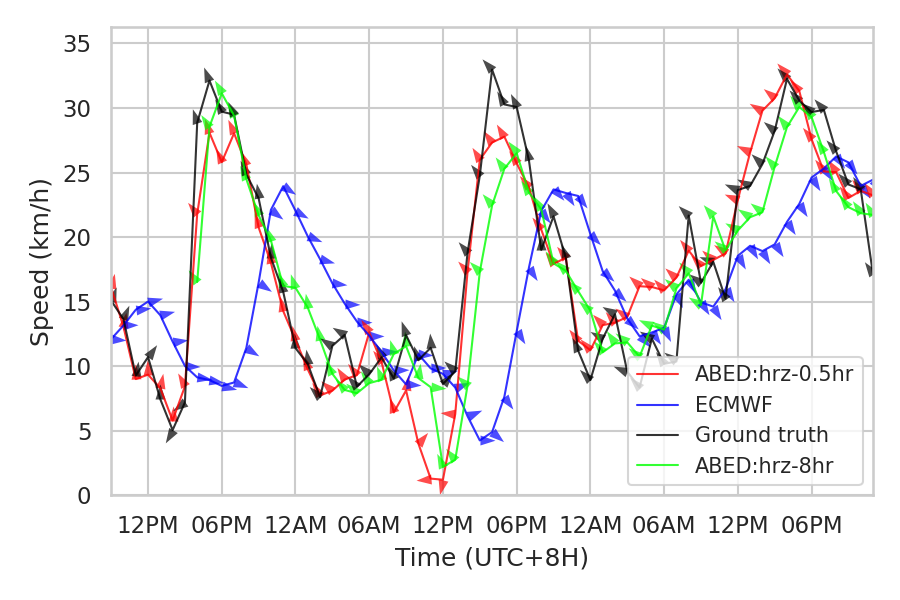 35
30
25
20
15
10
5
0
Speed (km/h)
12PM 06PM 12AM 06AM 12PM 06PM 12AM 06AM 12PM 06PM
Time (UTC+8H)
ABED:hrz-0.5hr
ECMWF
Ground truth
ABED:hrz-8hr